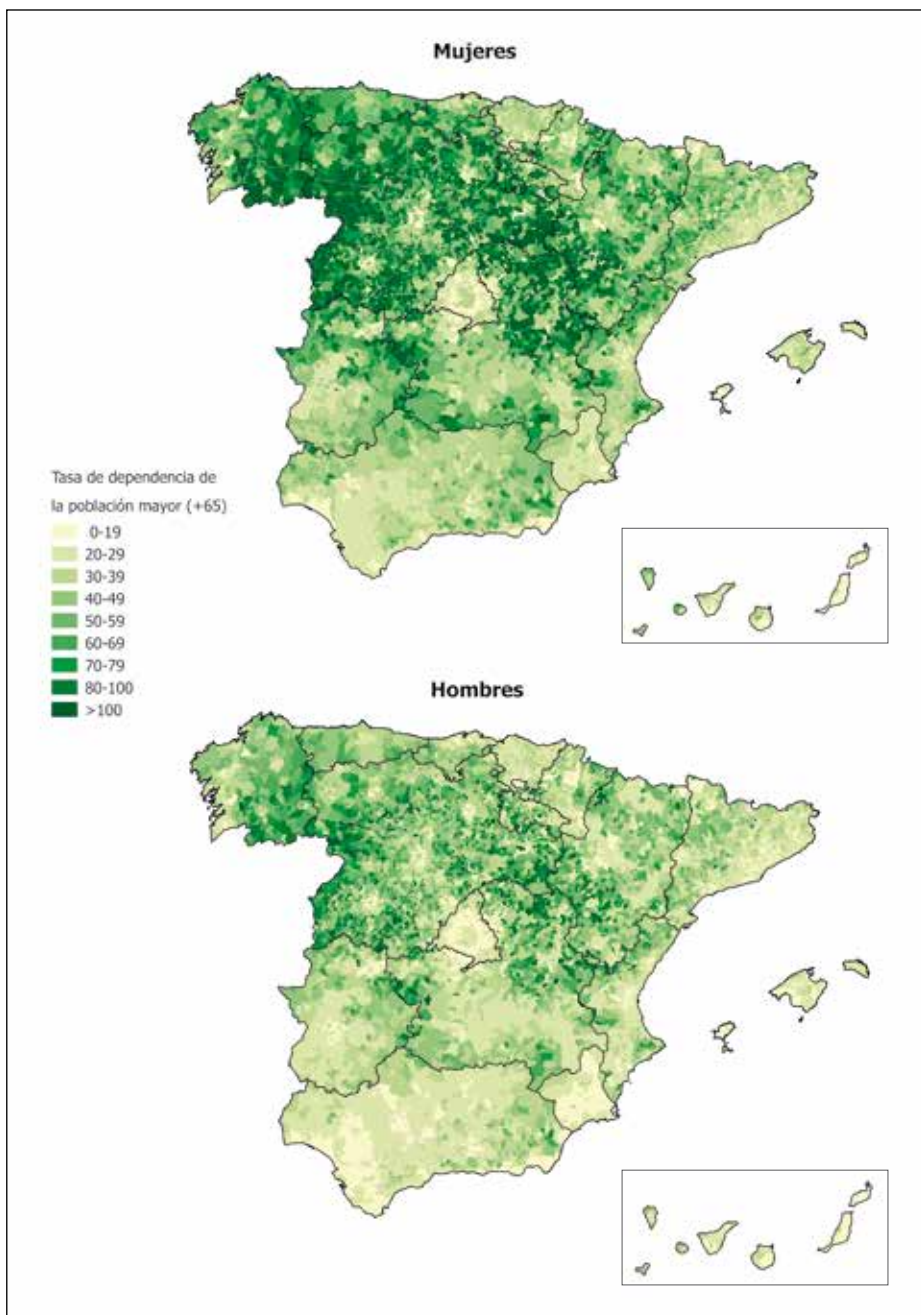 Mujeres
Tasa de dependencia de
la población mayor (+65)
0-19
20-29
30-39
40-49
50-59
60-69
70-79
80-100
>100
Hombres